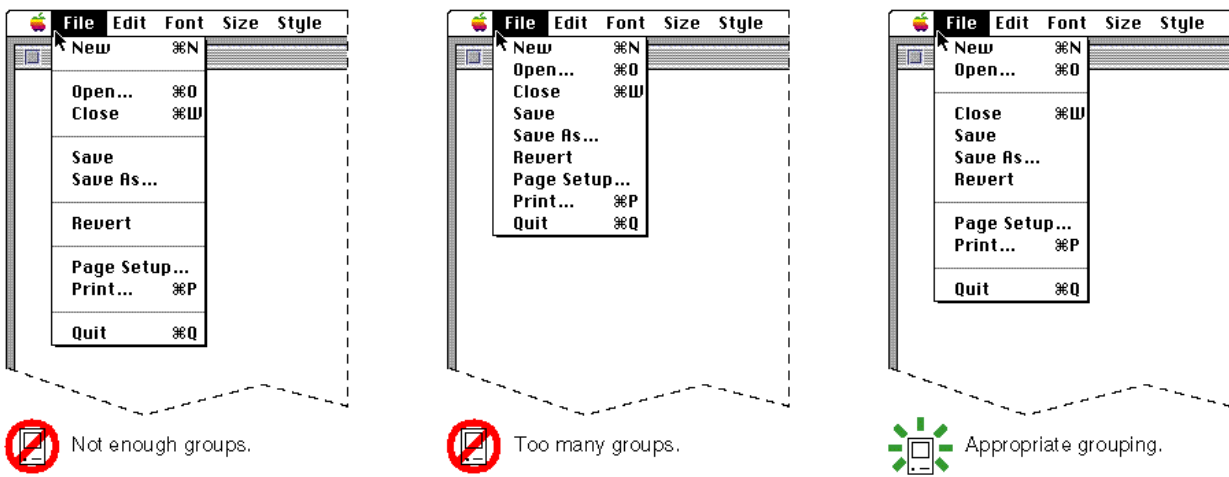 File Edit Font Size Style
New ⌘N
Open... ⌘O
Close ⌘W
Save
Save As...
Revert
Page Setup...
Print... ⌘P
Quit ⌘Q
Not enough groups.
File Edit Font Size Style
New ⌘N
Open... ⌘O
Close ⌘W
Save
Save As...
Revert
Page Setup...
Print... ⌘P
Quit ⌘Q
Too many groups.
File Edit Font Size Style
New ⌘N
Open... ⌘O
Close ⌘W
Save
Save As...
Revert
Page Setup...
Print... ⌘P
Quit ⌘Q
Appropriate grouping.